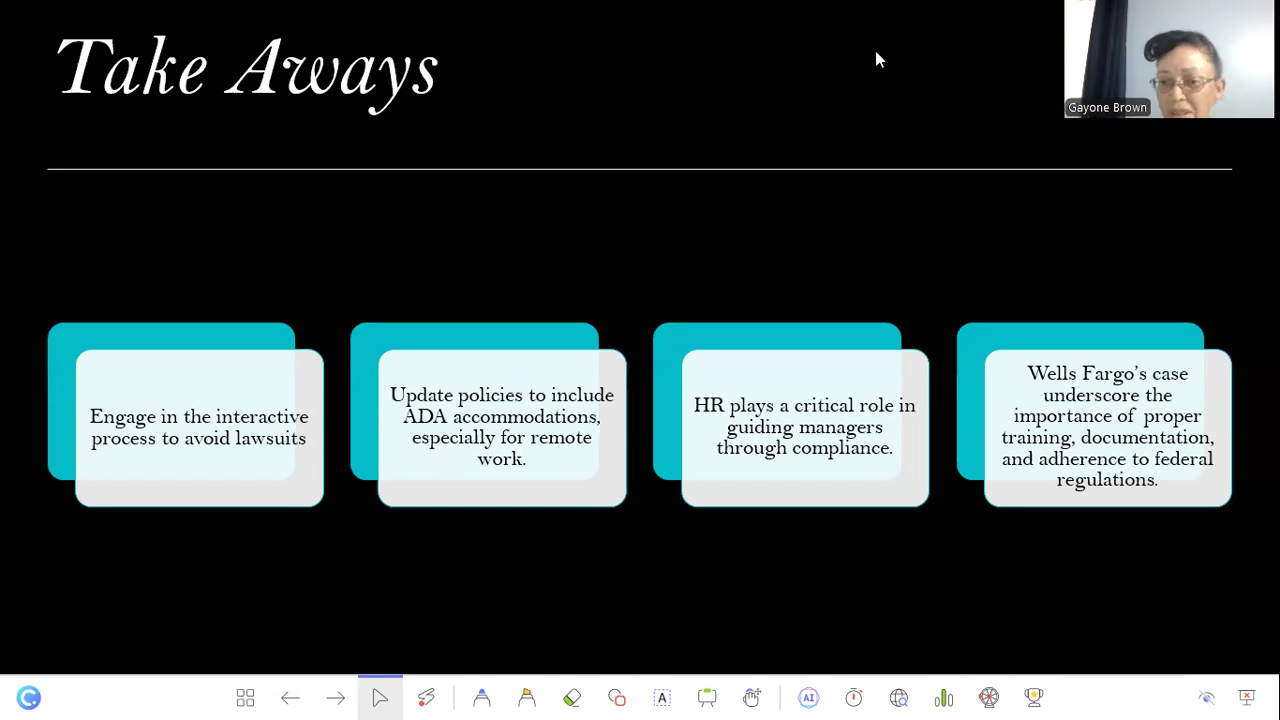 Take Aways
Gayone Brown
Engage in the interactive
process to avoid lawsuits
Update policies to include
ADA accommodations,
especially for remote
work.
HR plays a critical role in
guiding managers
through compliance.
Wells Fargo's case
underscore the
importance of proper
training, documentation,
and adherence to federal
regulations.
A
AI